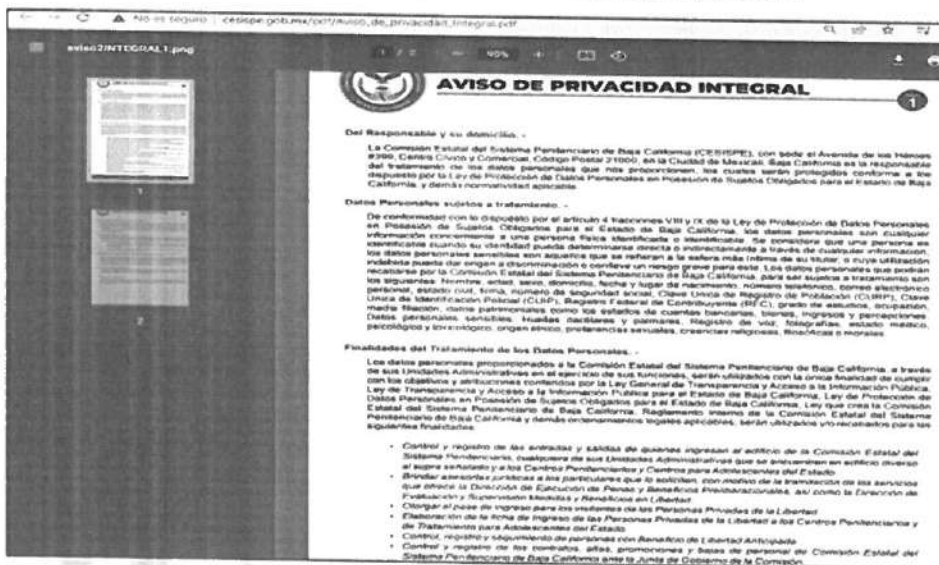 No es seguro | cesispe.gob.mx/pdf/Aviso_de_privacidad_Integral.pdf
aviso2INTEGRAL1.png
1 / 2
90%
1
2
AVISO DE PRIVACIDAD INTEGRAL
1
Del Responsable y su domicilio. -
La Comisión Estatal del Sistema Penitenciario de Baja California (CESISPE), con sede el Avenida de los Héroes
#399, Centro Cívico y Comercial, Código Postal 21000, en la Ciudad de Mexicali, Baja California es la responsable
del tratamiento de los datos personales que nos proporcionen, los cuales serán protegidos conforme a lo
dispuesto por la Ley de Protección de Datos Personales en Posesión de Sujetos Obligados para el Estado de Baja
California, y demás normatividad aplicable.
Datos Personales sujetos a tratamiento. -
De conformidad con lo dispuesto por el artículo 4 fracciones VIII y IX de la Ley de Protección de Datos Personales
en Posesión de Sujetos Obligados para el Estado de Baja California, los datos personales son cualquier
información concerniente a una persona física identificada o identificable. Se considera que una persona es
identificable cuando su identidad pueda determinarse directa o indirectamente a través de cualquier información,
los datos personales sensibles son aquellos que se refieran a la esfera más íntima de su titular, o cuya utilización
indebida pueda dar origen a discriminación o conlleve un riesgo grave para éste. Los datos personales que podrán
recabarse por la Comisión Estatal del Sistema Penitenciario de Baja California, para ser sujetos a tratamiento son
los siguientes: Nombre, edad, sexo, domicilio, fecha y lugar de nacimiento, número telefónico, correo electrónico
personal, estado civil, firma, número de seguridad social, Clave Única de Registro de Población (CURP), Clave
Única de Identificación Policial (CUIP), Registro Federal de Contribuyente (RFC), grado de estudios, ocupación,
media filiación, datos patrimoniales como los estados de cuentas bancarias, bienes, ingresos y percepciones.
Datos personales sensibles: Huellas dactilares y palmares, Registro de voz, fotografías, estado médico,
psicológico y toxicológico, origen étnico, preferencias sexuales, creencias religiosas, filosóficas o morales.
Finalidades del Tratamiento de los Datos Personales. -
Los datos personales proporcionados a la Comisión Estatal del Sistema Penitenciario de Baja California, a través
de sus Unidades Administrativas en el ejercicio de sus funciones, serán utilizados con la única finalidad de cumplir
con los objetivos y atribuciones contenidos por la Ley General de Transparencia y Acceso a la Información Pública,
Ley de Transparencia y Acceso a la Información Pública para el Estado de Baja California, Ley de Protección de
Datos Personales en Posesión de Sujetos Obligados para el Estado de Baja California, Ley que crea la Comisión
Estatal del Sistema Penitenciario de Baja California, Reglamento Interno de la Comisión Estatal del Sistema
Penitenciario de Baja California y demás ordenamientos legales aplicables, serán utilizados y/o recabados para las
siguientes finalidades:
• Control y registro de las entradas y salidas de quienes ingresan al edificio de la Comisión Estatal del
Sistema Penitenciario, cualquiera de sus Unidades Administrativas que se encuentren en edificio diverso
al supra señalado y a los Centros Penitenciarios y Centros para Adolescentes del Estado
• Brindar asesorías jurídicas a los particulares que lo soliciten, con motivo de la tramitación de los servicios
que ofrece la Dirección de Ejecución de Penas y Beneficios Preliberacionales, así como la Dirección de
Evaluación y Supervisión Medidas y Beneficios en Libertad.
• Otorgar el pase de ingreso para los visitantes de las Personas Privadas de la Libertad
• Elaboración de la ficha de Ingreso de las Personas Privadas de la Libertad a los Centros Penitenciarios y
de Tratamiento para Adolescentes del Estado
• Control, registro y seguimiento de personas con Beneficio de Libertad Anticipada
• Control y registro de los contratos, altas, promociones y bajas de personal de Comisión Estatal del
Sistema Penitenciario de Baja California ante la Junta de Gobierno de la Comisión.